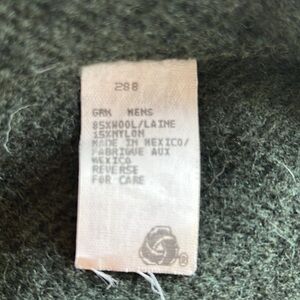 288
GRN MENS
85%WOOL/LAINE
15%NYLON
MADE IN MEXICO/
FABRIQUE AUX
MEXICO
REVERSE
FOR CARE
®